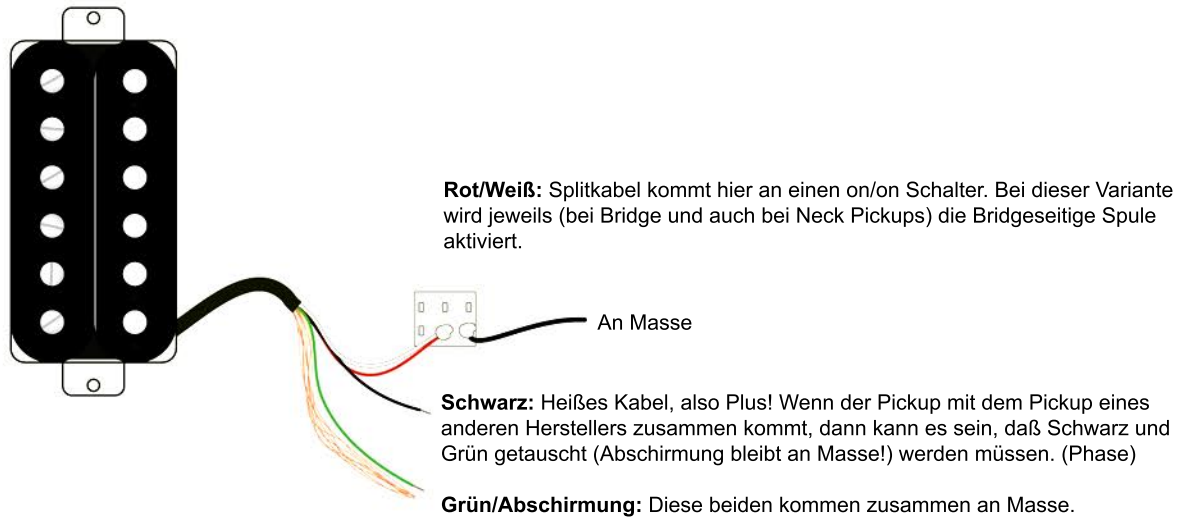 Rot/Weiß: Splitkabel kommt hier an einen on/on Schalter. Bei dieser Variante
wird jeweils (bei Bridge und auch bei Neck Pickups) die Bridgeseitige Spule
aktiviert.
An Masse
Schwarz: Heißes Kabel, also Plus! Wenn der Pickup mit dem Pickup eines
anderen Herstellers zusammen kommt, dann kann es sein, daß Schwarz und
Grün getauscht (Abschirmung bleibt an Masse!) werden müssen. (Phase)
Grün/Abschirmung: Diese beiden kommen zusammen an Masse.